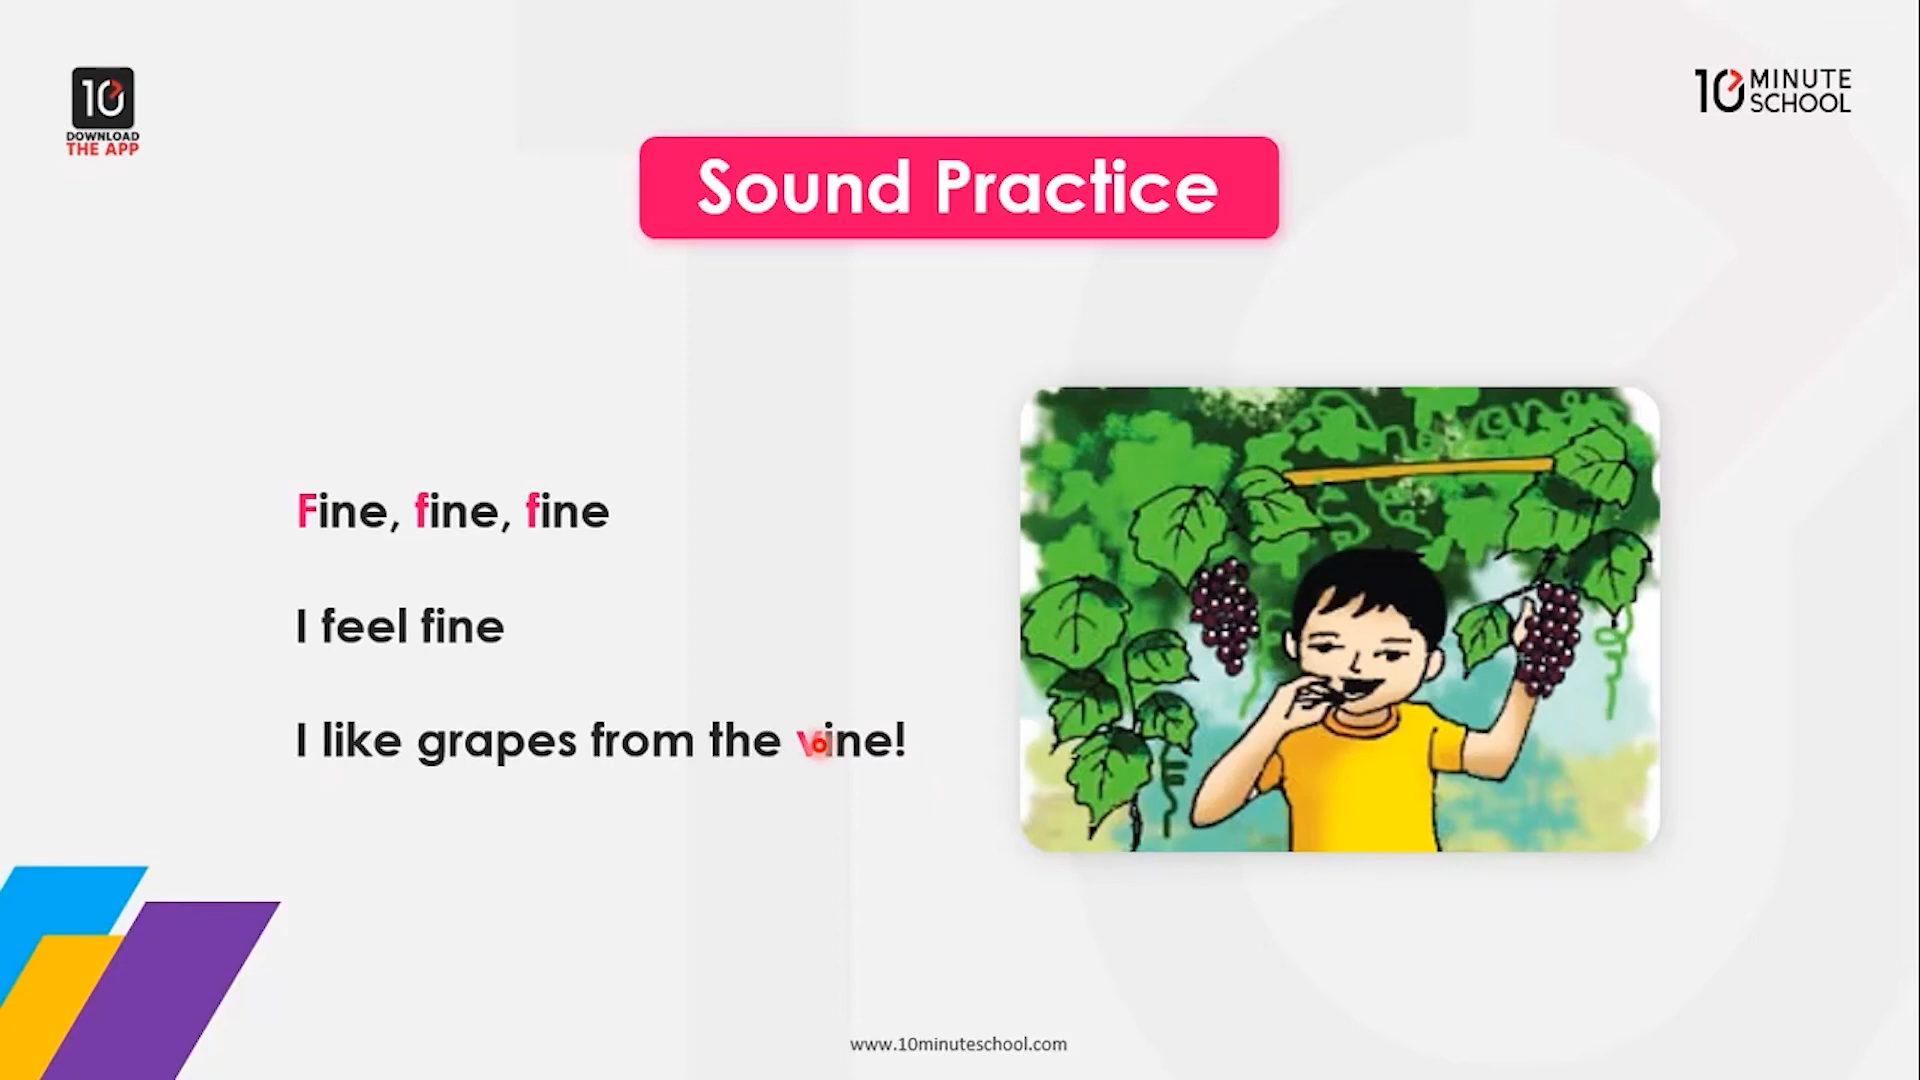 10
DOWNLOAD
THE APP
10 MINUTE
SCHOOL
Sound Practice
Fine, fine, fine
I feel fine
I like grapes from the vine!
www.10minuteschool.com